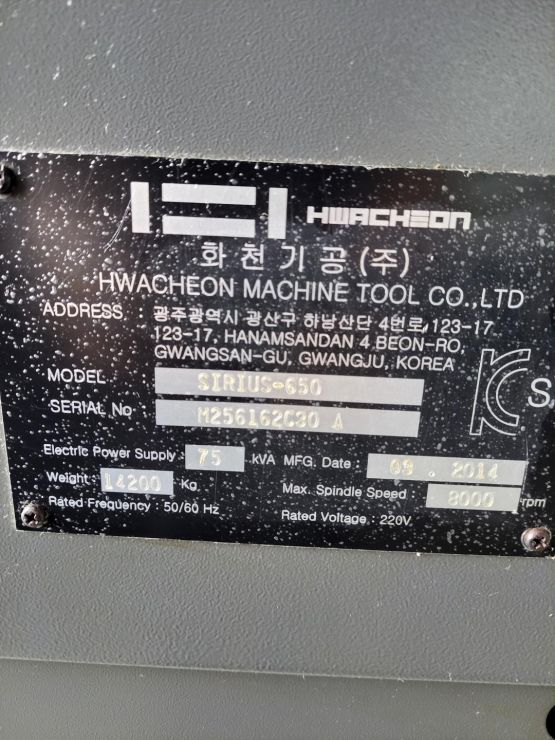 HWACHEON
화천기공(주)
HWACHEON MACHINE TOOL CO.,LTD
ADDRESS : 광주광역시 광산구 하남산단 4번로,123-17
123-17, HANAMSANDAN 4 BEON-RO,
GWANGSAN-GU, GWANGJU, KOREA
MODEL SIRIUS-650
SERIAL No M256162C30 A
Electric Power Supply : 75 kVA MFG. Date : 03 . 2014
Weight : 14200 Kg Max. Spindle Speed : 8000 rpm
Rated Frequency : 50/60 Hz Rated Voltage : 220V
KC S